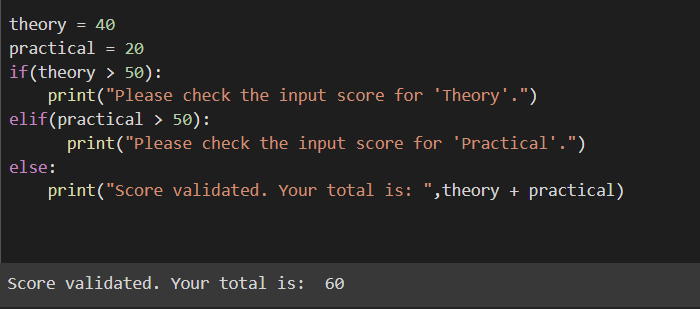 theory = 40
practical = 20
if(theory > 50):
    print("Please check the input score for 'Theory'.")
elif(practical > 50):
      print("Please check the input score for 'Practical'.")
else:
    print("Score validated. Your total is: ",theory + practical)
Score validated. Your total is:  60